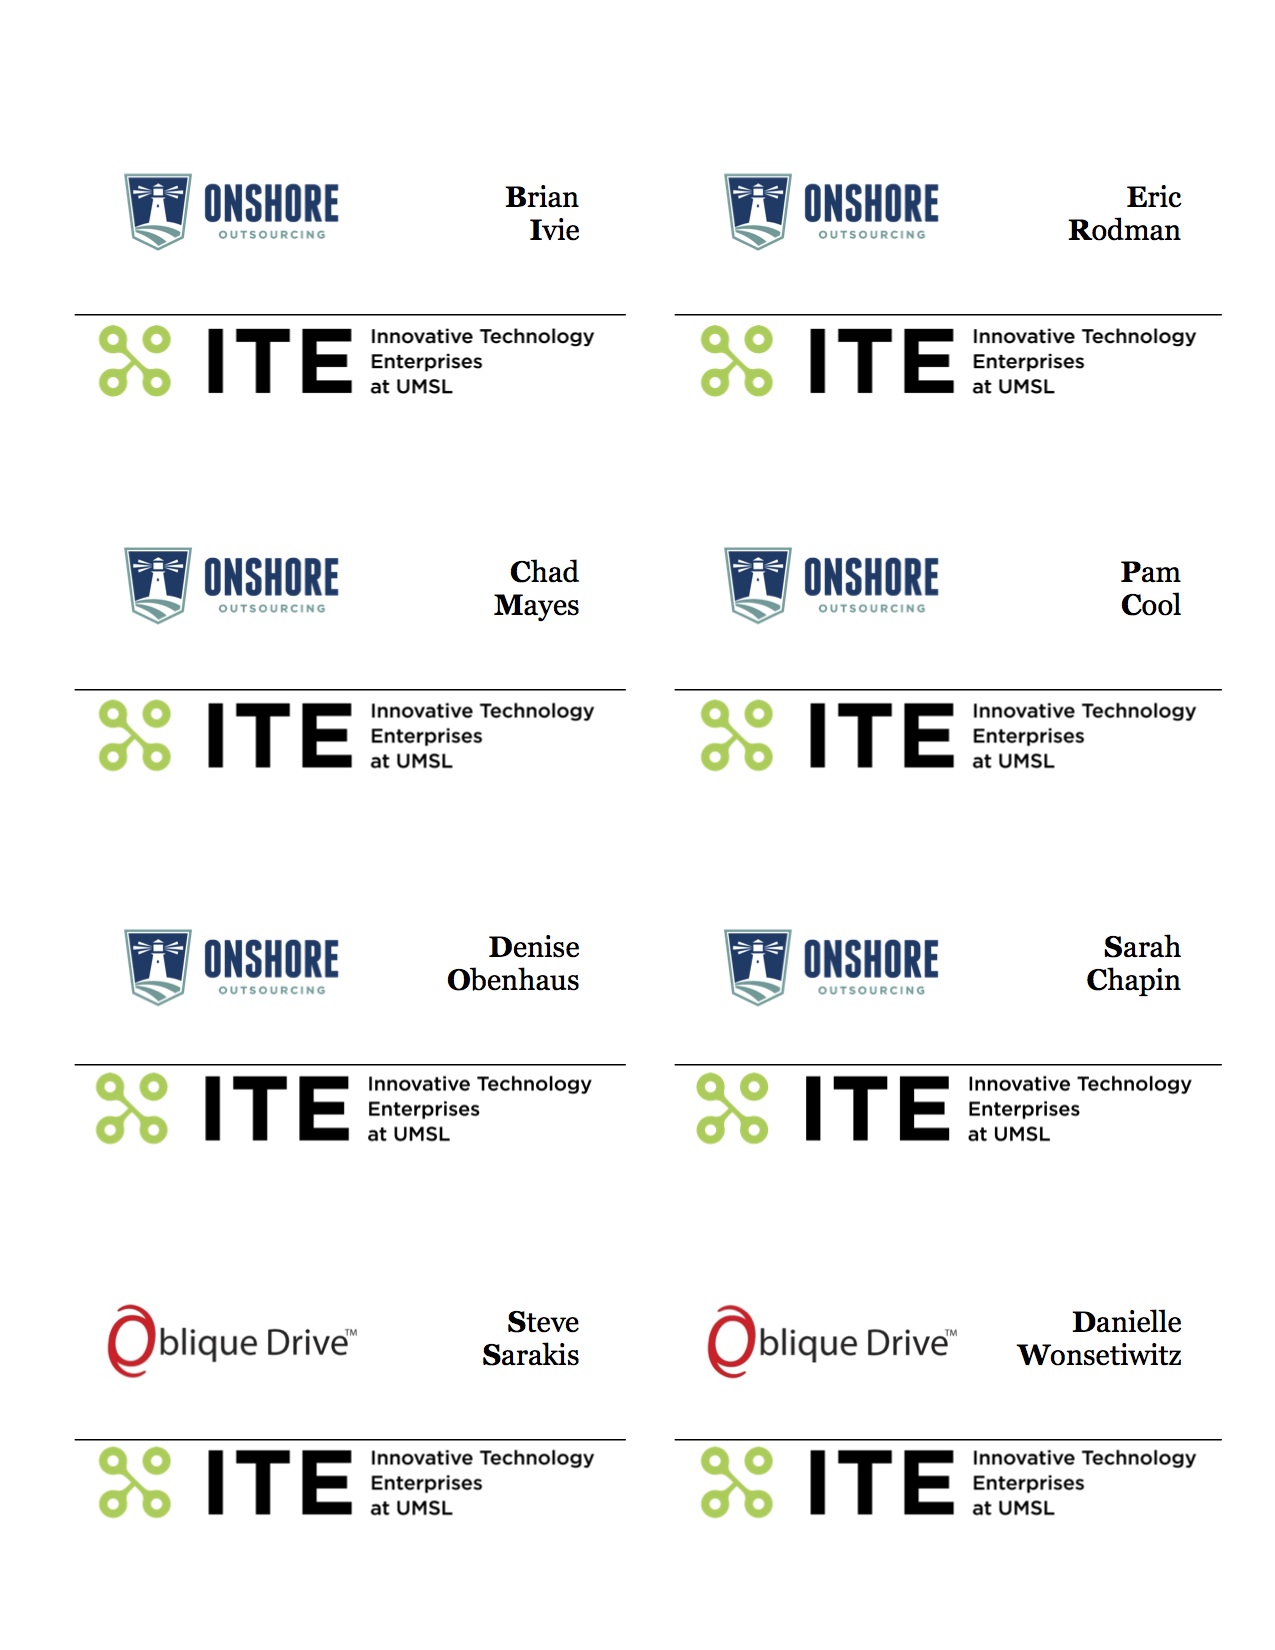 ONSHORE
OUTSOURCING
Brian
Ivie
ITE
Innovative Technology
Enterprises
at UMSL
ONSHORE
OUTSOURCING
Eric
Rodman
ITE
Innovative Technology
Enterprises
at UMSL
ONSHORE
OUTSOURCING
Chad
Mayes
ITE
Innovative Technology
Enterprises
at UMSL
ONSHORE
OUTSOURCING
Pam
Cool
ITE
Innovative Technology
Enterprises
at UMSL
ONSHORE
OUTSOURCING
Denise
Obenhaus
ITE
Innovative Technology
Enterprises
at UMSL
ONSHORE
OUTSOURCING
Sarah
Chapin
ITE
Innovative Technology
Enterprises
at UMSL
Oblique Drive™
Steve
Sarakis
ITE
Innovative Technology
Enterprises
at UMSL
Oblique Drive™
Danielle
Wonsetiwitz
ITE
Innovative Technology
Enterprises
at UMSL